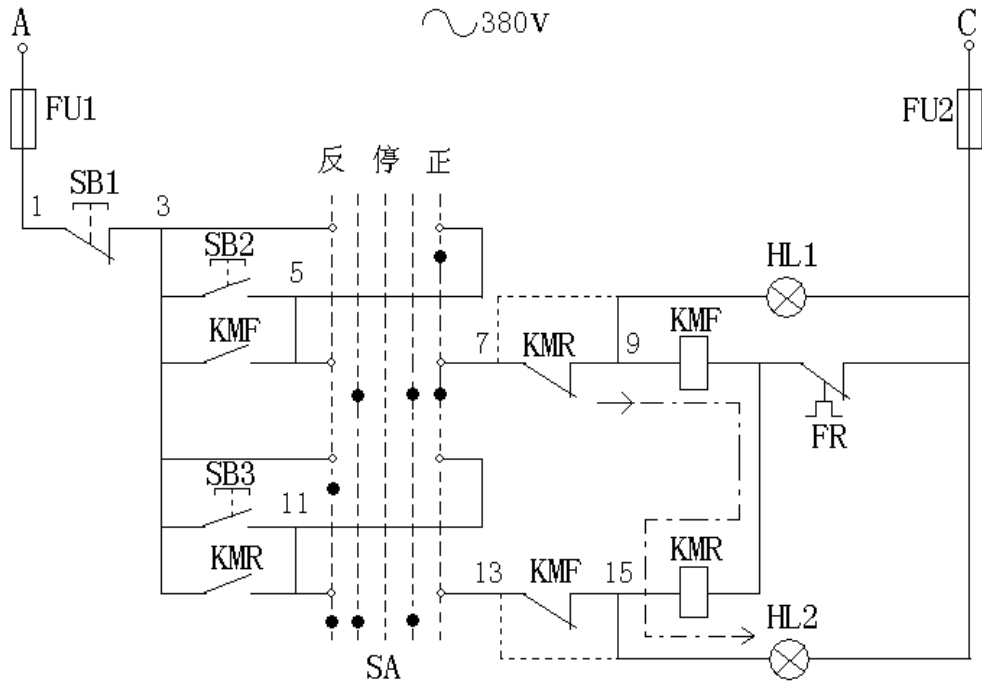 A ～380V C
FU1 FU2
反 停 正
1 SB1 3
SB2 5 HL1
KMF 7 KMR 9 KMF
FR
SB3 11
KMR 13 KMF 15 KMR
HL2
SA